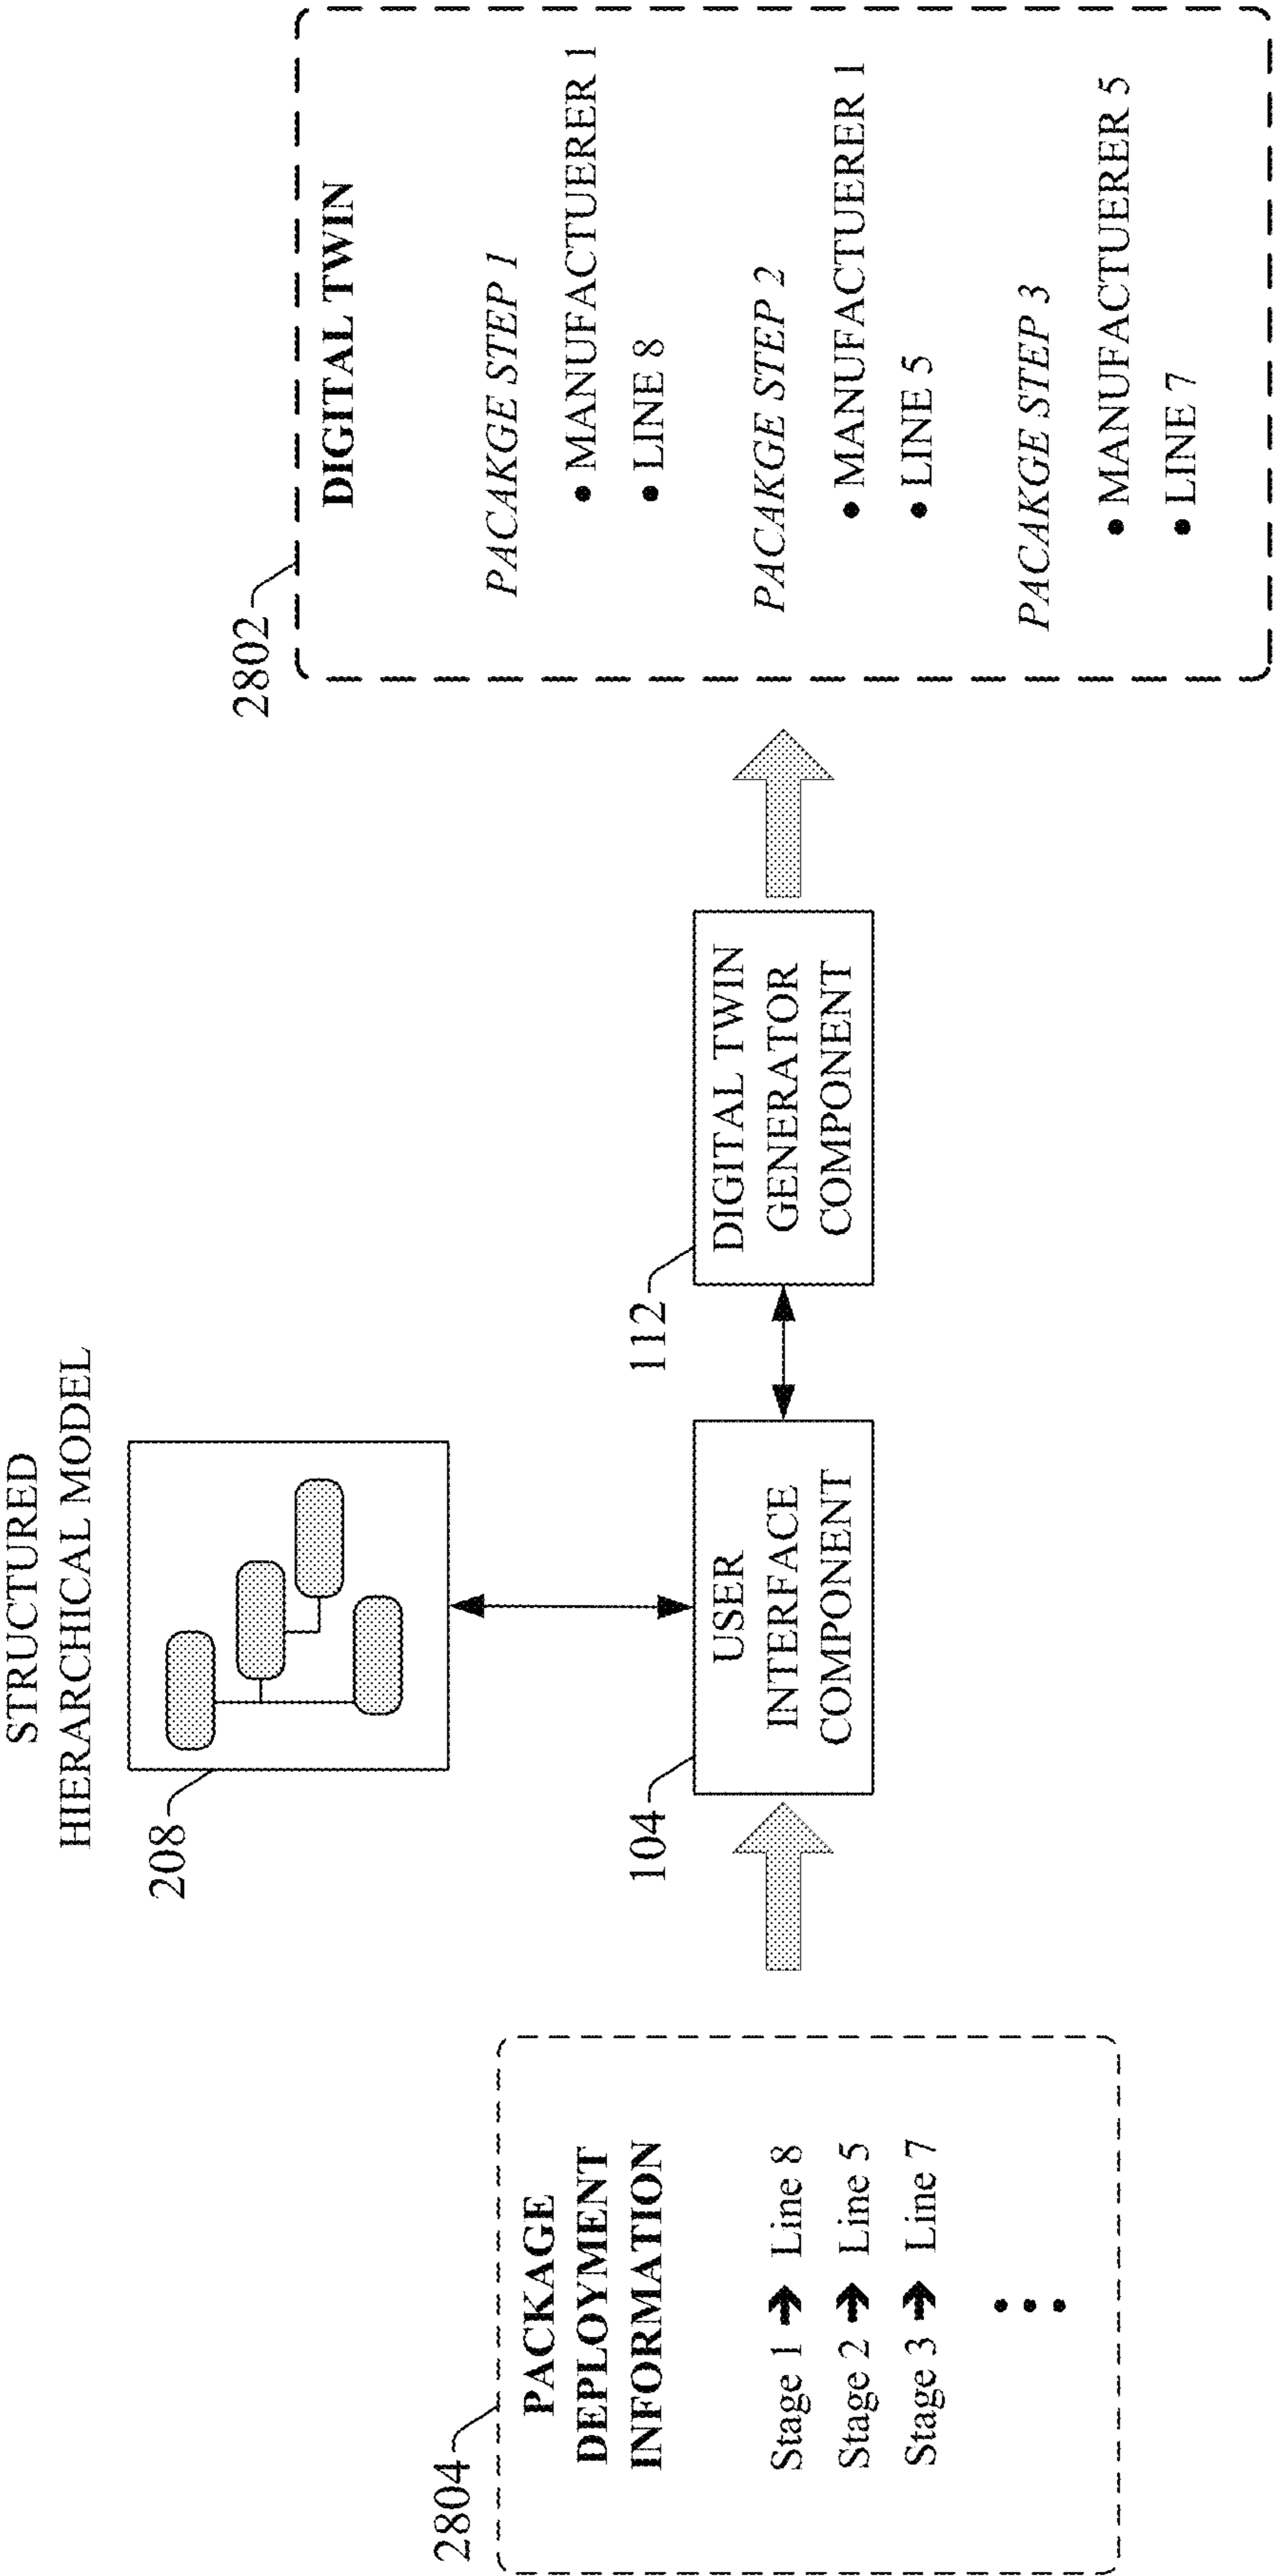 STRUCTURED
HIERARCHICAL MODEL
208
2804
PACKAGE
DEPLOYMENT
INFORMATION
Stage 1 ➔ Line 8
Stage 2 ➔ Line 5
Stage 3 ➔ Line 7
104
USER
INTERFACE
COMPONENT
112
DIGITAL TWIN
GENERATOR
COMPONENT
2802
DIGITAL TWIN
PACAKGE STEP 1
• MANUFACTUERER 1
• LINE 8
PACAKGE STEP 2
• MANUFACTUERER 1
• LINE 5
PACAKGE STEP 3
• MANUFACTUERER 5
• LINE 7